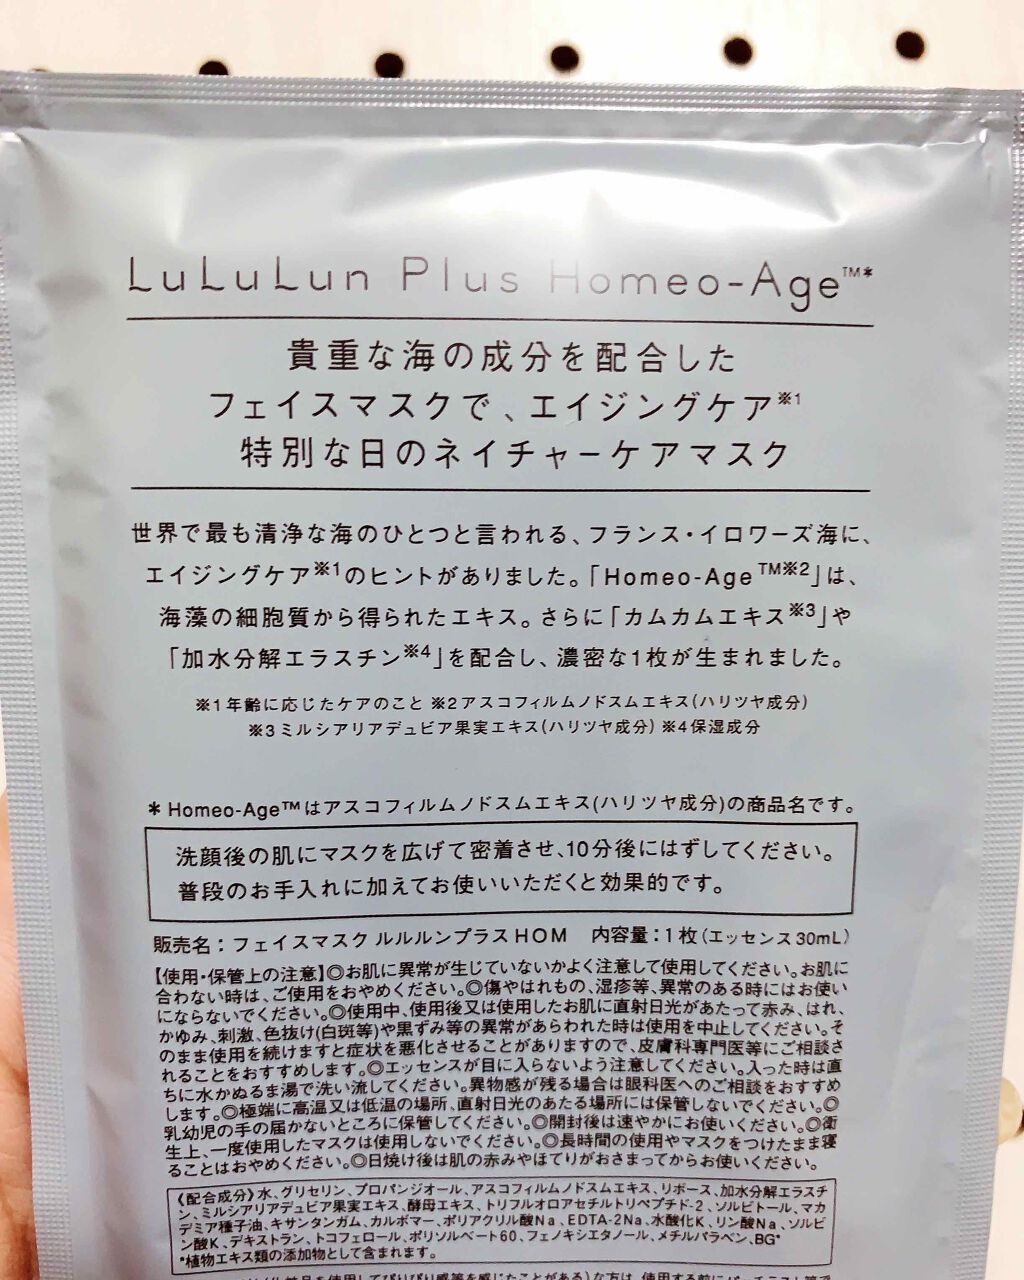 LuLuLun Plus Homeo-Age™*
貴重な海の成分を配合した
フェイスマスクで、エイジングケア※1
特別な日のネイチャーケアマスク
世界で最も清浄な海のひとつと言われる、フランス・イロワーズ海に、
エイジングケア※1のヒントがありました。「Homeo-Age™※2」は、
海藻の細胞質から得られたエキス。さらに「カムカムエキス※3」や
「加水分解エラスチン※4」を配合し、濃密な1枚が生まれました。
※1年齢に応じたケアのこと ※2アスコフィルムノドスムエキス(ハリツヤ成分)
※3ミルシアリアデュビア果実エキス(ハリツヤ成分) ※4保湿成分
*Homeo-Age™はアスコフィルムノドスムエキス(ハリツヤ成分)の商品名です。
洗顔後の肌にマスクを広げて密着させ、10分後にはずしてください。
普段のお手入れに加えてお使いいただくと効果的です。
販売名：フェイスマスク ルルルンプラスHOM 内容量：1枚(エッセンス30mL)
【使用・保管上の注意】◎お肌に異常が生じていないかよく注意して使用してください。お肌に
合わない時は、ご使用をおやめください。◎傷やはれもの、湿疹等、異常のある時にはお使い
にならないでください。◎使用中、使用後又は使用したお肌に直射日光があたって赤み、はれ、
かゆみ、刺激、色抜け(白斑等)や黒ずみ等の異常があらわれた時は使用を中止してください。そ
のまま使用を続けますと症状を悪化させることがありますので、皮膚科専門医等にご相談さ
れることをおすすめします。◎エッセンスが目に入らないよう注意してください。入った時は直
ちに水かぬるま湯で洗い流してください。異物感が残る場合は眼科医へのご相談をおすすめ
します。◎極端に高温又は低温の場所、直射日光のあたる場所には保管しないでください。◎
乳幼児の手の届かないところに保管してください。◎開封後は速やかにお使いください。◎衛
生上、一度使用したマスクは使用しないでください。◎長時間の使用やマスクをつけたまま寝
ることはおやめください。◎日焼け後は肌の赤みやほてりがおさまってからお使いください。
《配合成分》水、グリセリン、プロパンジオール、アスコフィルムノドスムエキス、リボース、加水分解エラスチ
ン、ミルシアリアデュビア果実エキス、酵母エキス、トリフルオロアセチルトリペプチド-2、ソルビトール、マカ
デミア種子油、キサンタンガム、カルボマー、ポリアクリル酸Na、EDTA-2Na、水酸化K、リン酸Na、ソルビ
ン酸K、デキストラン、トコフェロール、ポリソルベート60、フェノキシエタノール、メチルパラベン、BG*
*植物エキス類の添加物として含まれます。